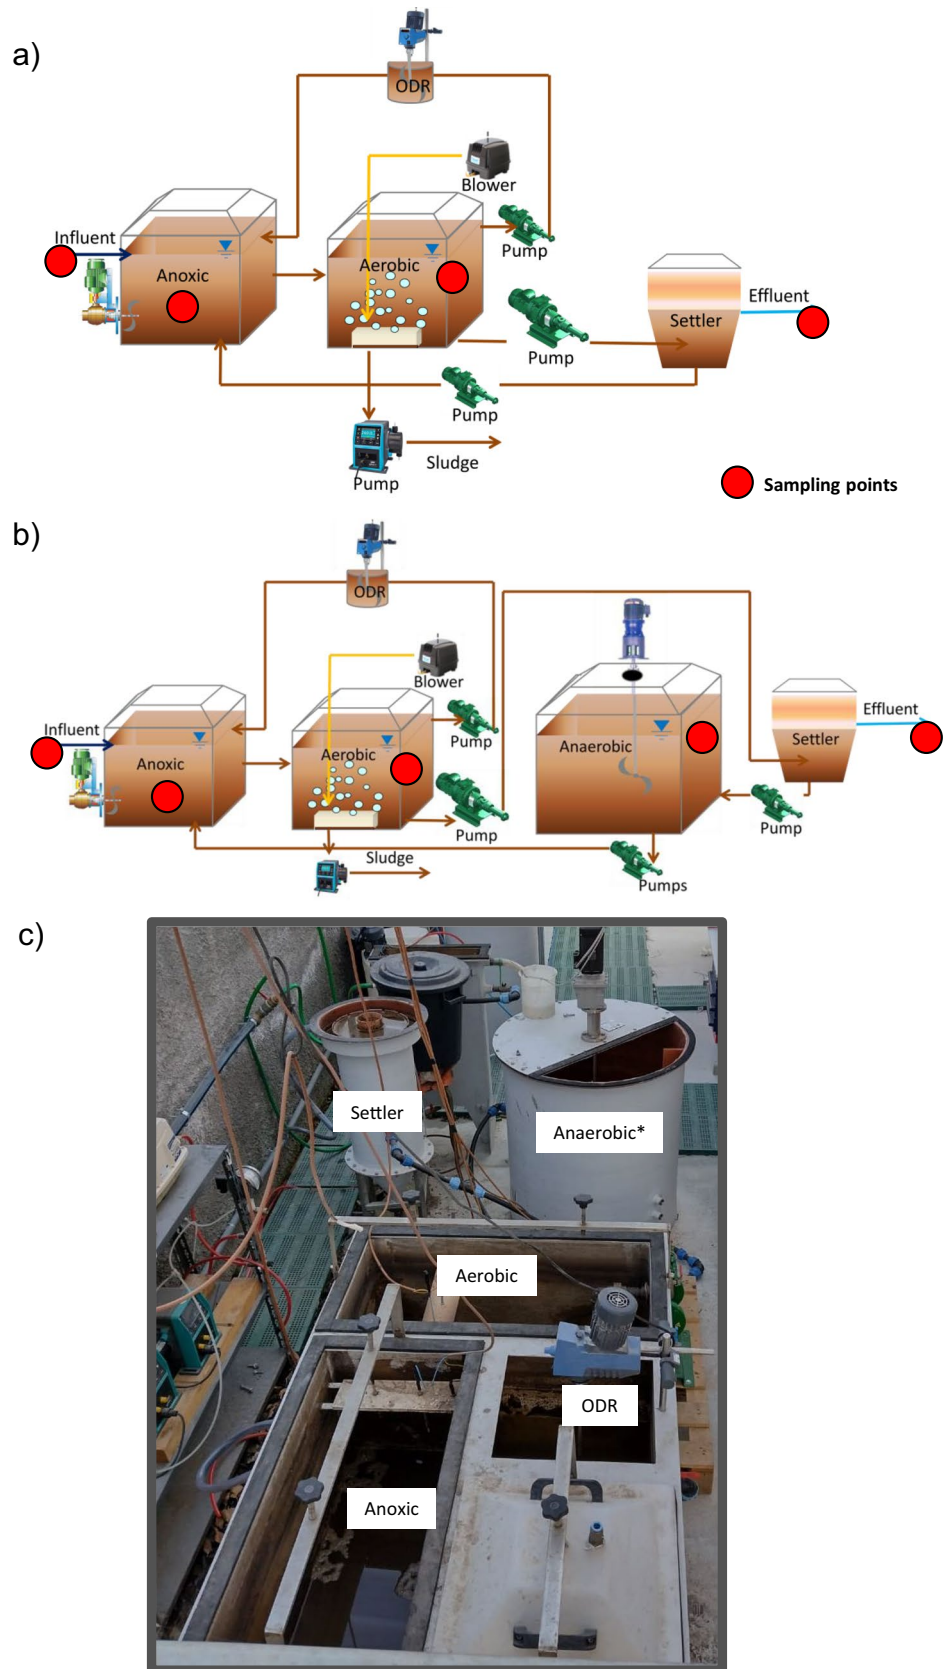 a)
ODR
Blower
Influent
Anoxic
Aerobic
Pump
Effluent
Settler
Pump
Pump
Sludge
Pump
Sampling points
b)
ODR
Blower
Influent
Anoxic
Aerobic
Pump
Anaerobic
Effluent
Settler
Pump
Pump
Sludge
Pumps
c)
Settler
Anaerobic*
Aerobic
ODR
Anoxic